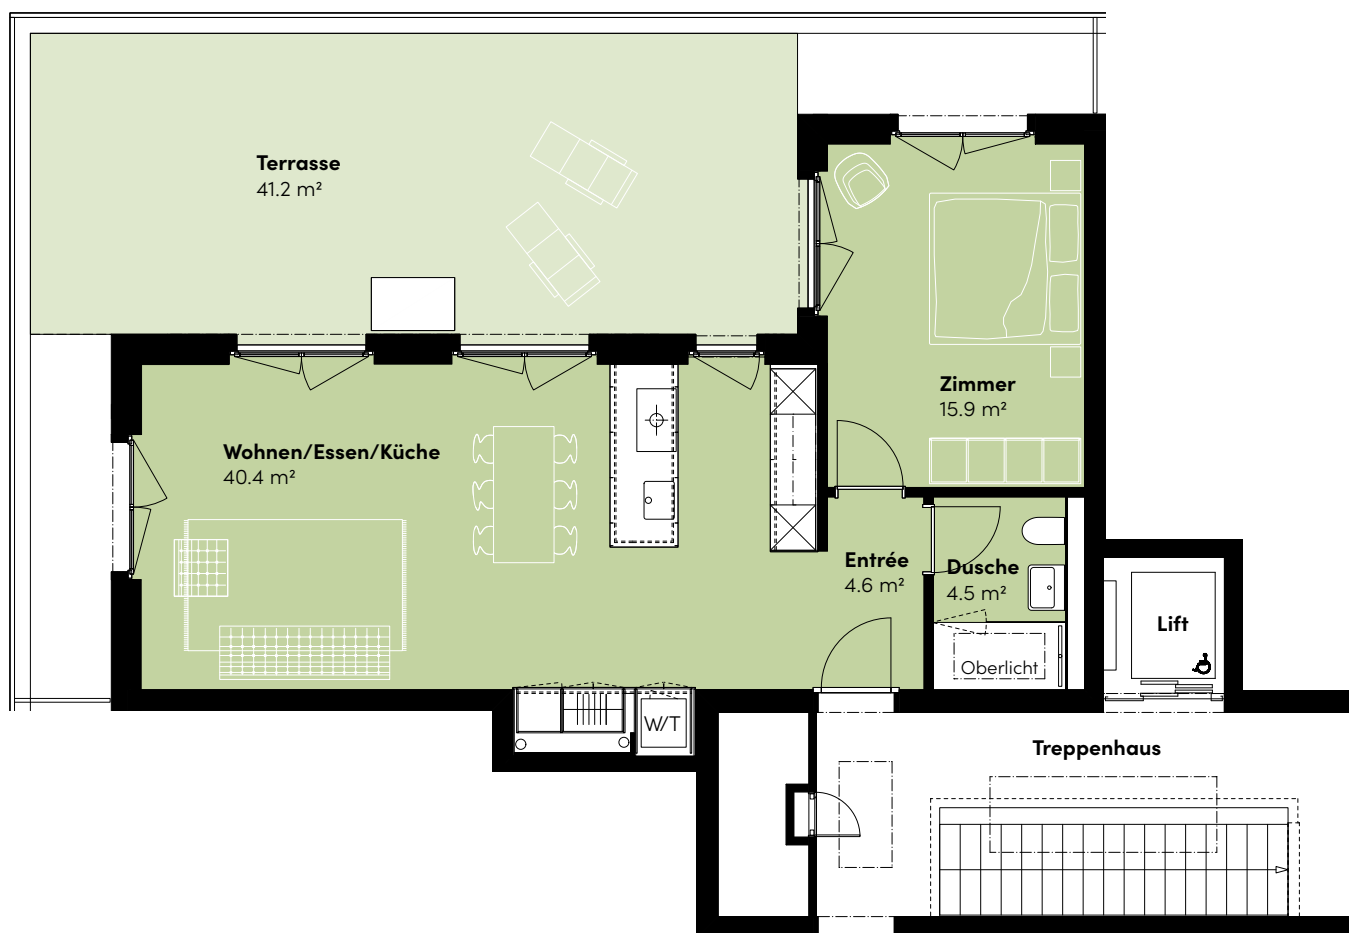 Terrasse
41.2 m²
Zimmer
15.9 m²
Wohnen/Essen/Küche
40.4 m²
Entrée
4.6 m²
Dusche
4.5 m²
Lift
Oberlicht
W/T
Treppenhaus